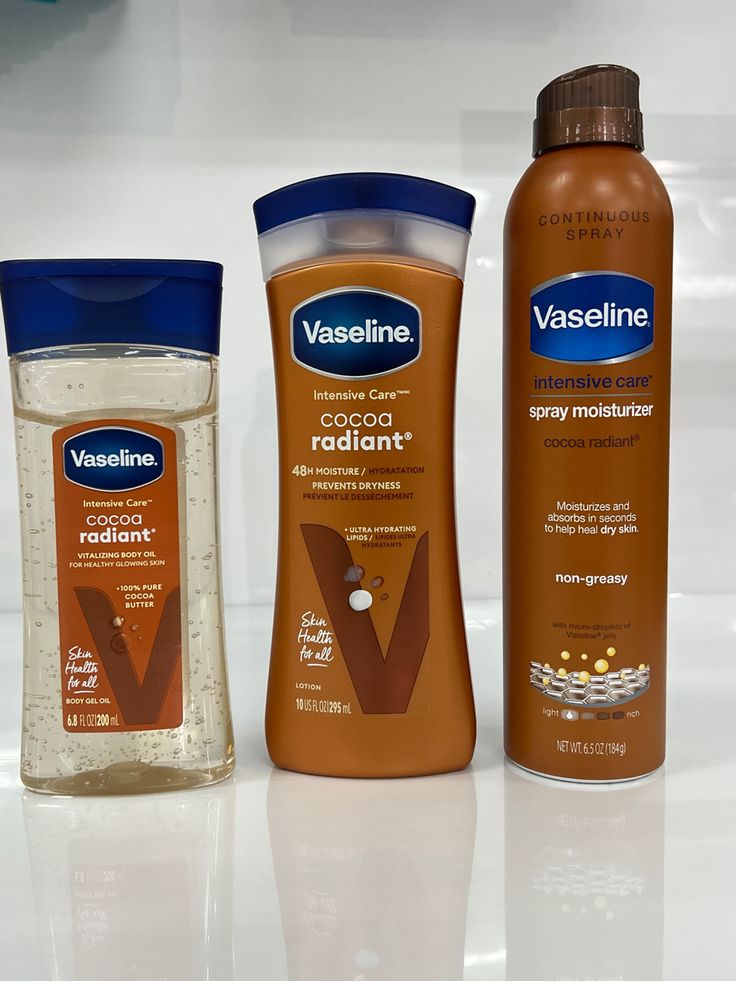 Vaseline.
Intensive Care™
cocoa
radiant®
VITALIZING BODY OIL
FOR HEALTHY GLOWING SKIN
+100% PURE
COCOA
BUTTER
Skin
Health
for all
BODY GEL OIL
6.8 FL OZ|200 mL
Vaseline.
Intensive Care™/MC
cocoa
radiant®
48H MOISTURE / HYDRATATION
PREVENTS DRYNESS
PRÉVIENT LE DESSÈCHEMENT
+ ULTRA HYDRATING
LIPIDS / LIPIDES ULTRA
HYDRATANTS
Skin
Health
for all
LOTION
10 US FL OZ|295 mL
CONTINUOUS
SPRAY
Vaseline®
intensive care™
spray moisturizer
cocoa radiant®
Moisturizes and
absorbs in seconds
to help heal dry skin.
non-greasy
with micro-droplets of
Vaseline® jelly
light rich
NET WT. 6.5 OZ (184g)